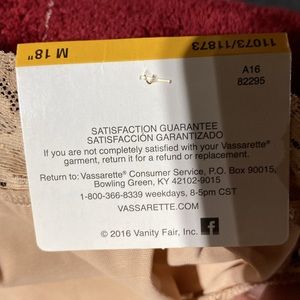 M 18"
11073/11873
A16
82295
SATISFACTION GUARANTEE
SATISFACCIÓN GARANTIZADO
If you are not completely satisfied with your Vassarette®
garment, return it for a refund or replacement.
Return to: Vassarette® Consumer Service, P.O. Box 90015,
Bowling Green, KY 42102-9015
1-800-366-8339 weekdays, 8-5pm CST
VASSARETTE.COM
© 2016 Vanity Fair, Inc.
f